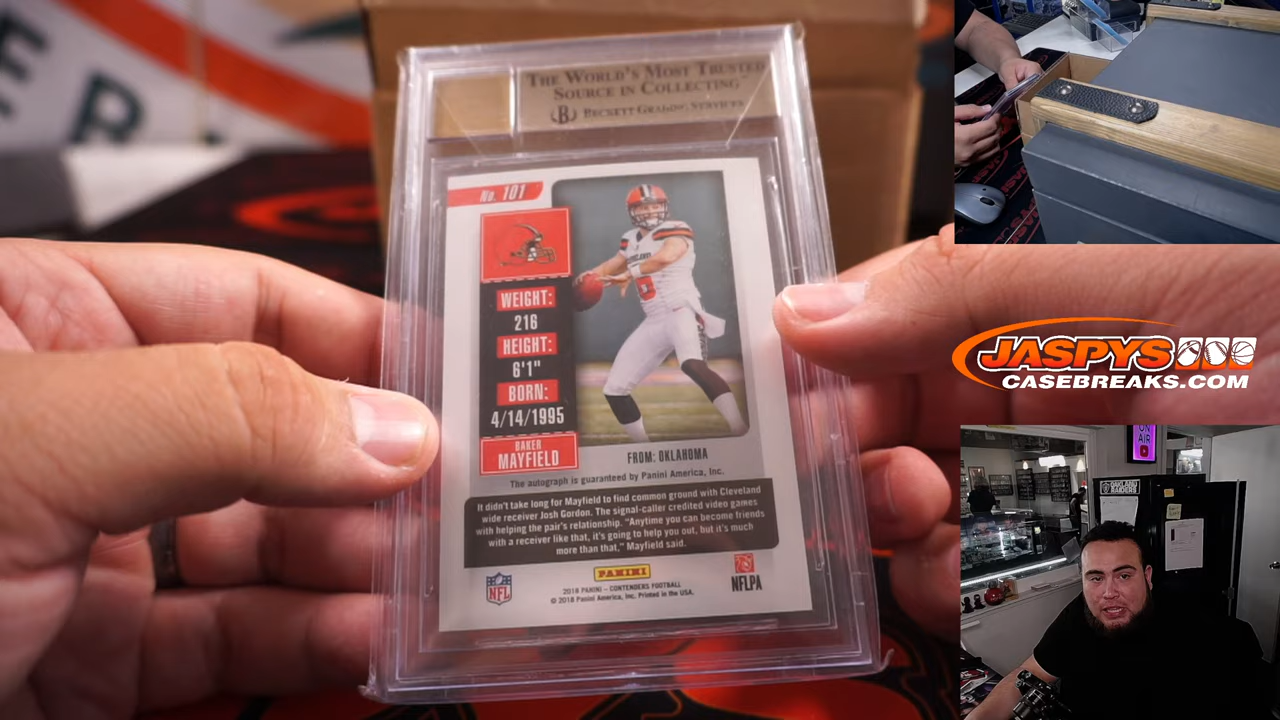 THE WORLD'S MOST TRUSTED
SOURCE IN COLLECTING
BECKETT GRADING SERVICES
No. 101
WEIGHT:
216
HEIGHT:
6'1"
BORN:
4/14/1995
BAKER
MAYFIELD
FROM: OKLAHOMA
The autograph is guaranteed by Panini America, Inc.
It didn't take long for Mayfield to find common ground with Cleveland
wide receiver Josh Gordon. The signal-caller credited video games
with helping the pair's relationship. "Anytime you can become friends
with a receiver like that, it's going to help you out, but it's much
more than that," Mayfield said.
PANINI
2018 PANINI - CONTENDERS FOOTBALL
© 2018 Panini America, Inc. Printed in the USA.
NFL
NFLPA
ER
JASPYS
CASEBREAKS.COM
ON
AIR
OAKLAND
RAIDERS